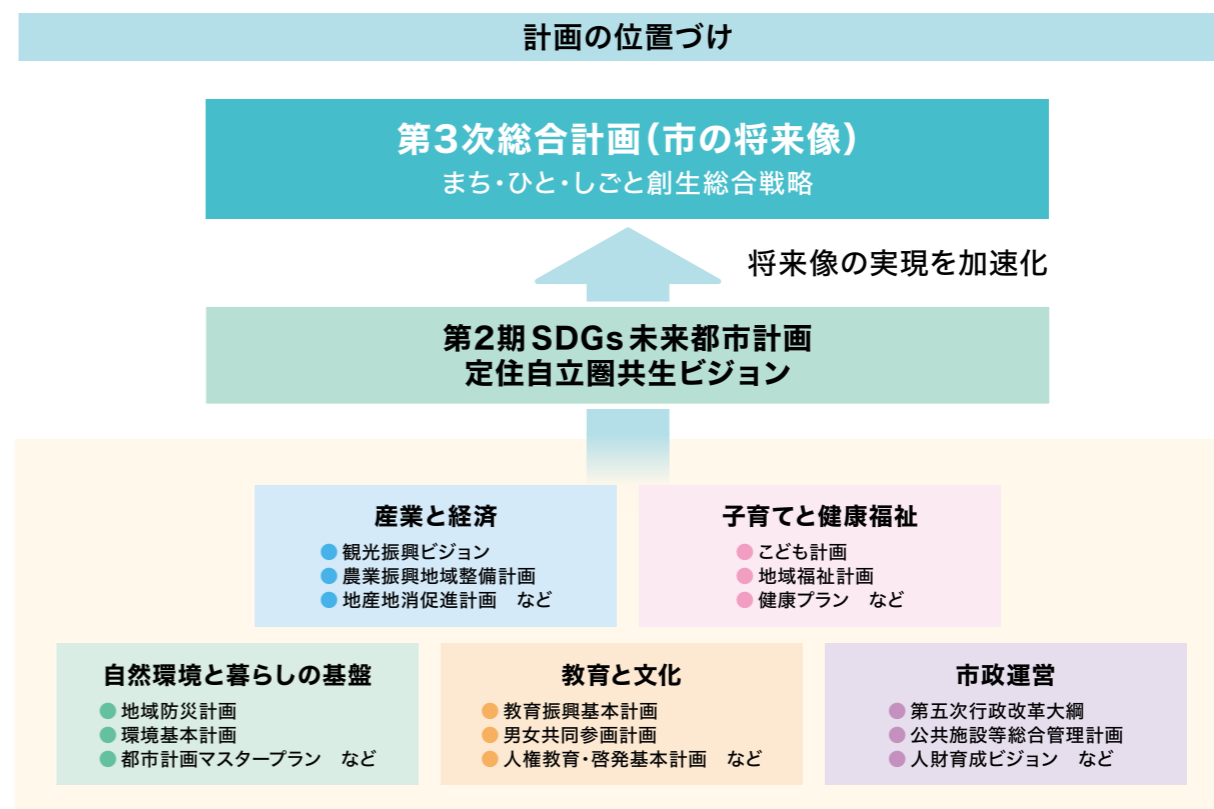 計画の位置づけ
第3次総合計画(市の将来像)
まち・ひと・しごと創生総合戦略
将来像の実現を加速化
第2期SDGs未来都市計画
定住自立圏共生ビジョン
産業と経済
●観光振興ビジョン
●農業振興地域整備計画
●地産地消促進計画　など
子育てと健康福祉
●こども計画
●地域福祉計画
●健康プラン　など
自然環境と暮らしの基盤
●地域防災計画
●環境基本計画
●都市計画マスタープラン　など
教育と文化
●教育振興基本計画
●男女共同参画計画
●人権教育・啓発基本計画　など
市政運営
●第五次行政改革大綱
●公共施設等総合管理計画
●人財育成ビジョン　など